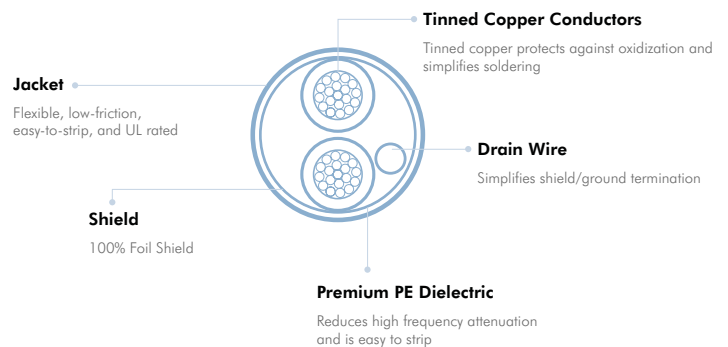 Tinned Copper Conductors
Tinned copper protects against oxidization and
simplifies soldering
Jacket
Flexible, low-friction,
easy-to-strip, and UL rated
Drain Wire
Simplifies shield/ground termination
Shield
100% Foil Shield
Premium PE Dielectric
Reduces high frequency attenuation
and is easy to strip